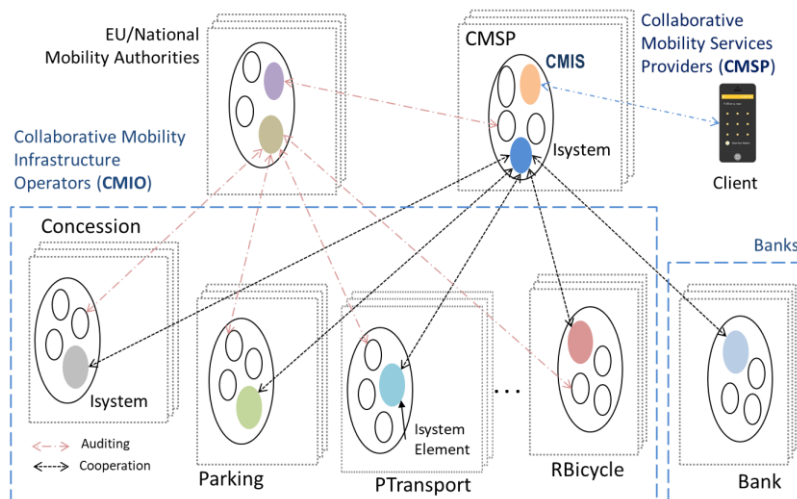 EU/National
Mobility Authorities
CMSP
CMIS
Isystem
Collaborative
Mobility Services
Providers (CMSP)
Client
Collaborative Mobility
Infrastructure
Operators (CMIO)
Concession
Isystem
Banks
Auditing
Cooperation
Parking
Isystem
Element
PTransport
...
RBicycle
Bank